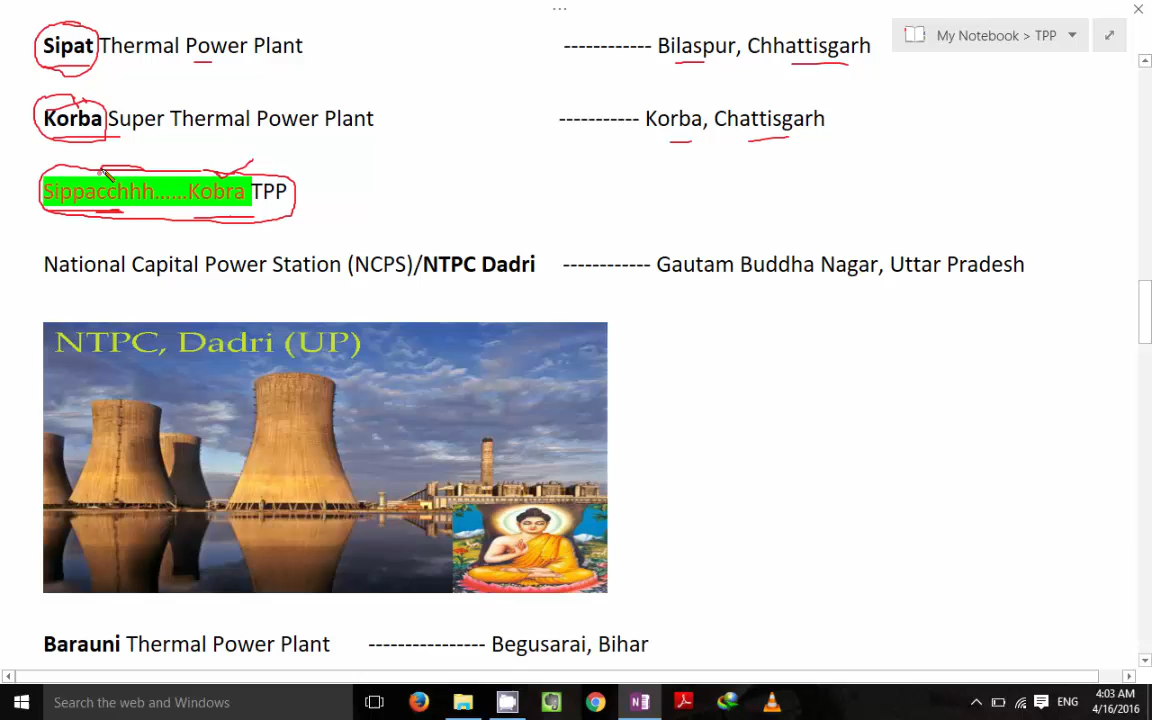 My Notebook > TPP
Sipat Thermal Power Plant ------------ Bilaspur, Chhattisgarh
Korba Super Thermal Power Plant ----------- Korba, Chattisgarh
Sippacchhh......Kobra TPP
National Capital Power Station (NCPS)/NTPC Dadri ------------ Gautam Buddha Nagar, Uttar Pradesh
NTPC, Dadri (UP)
Barauni Thermal Power Plant ---------------- Begusarai, Bihar
Search the web and Windows
ENG
4:03 AM
4/16/2016